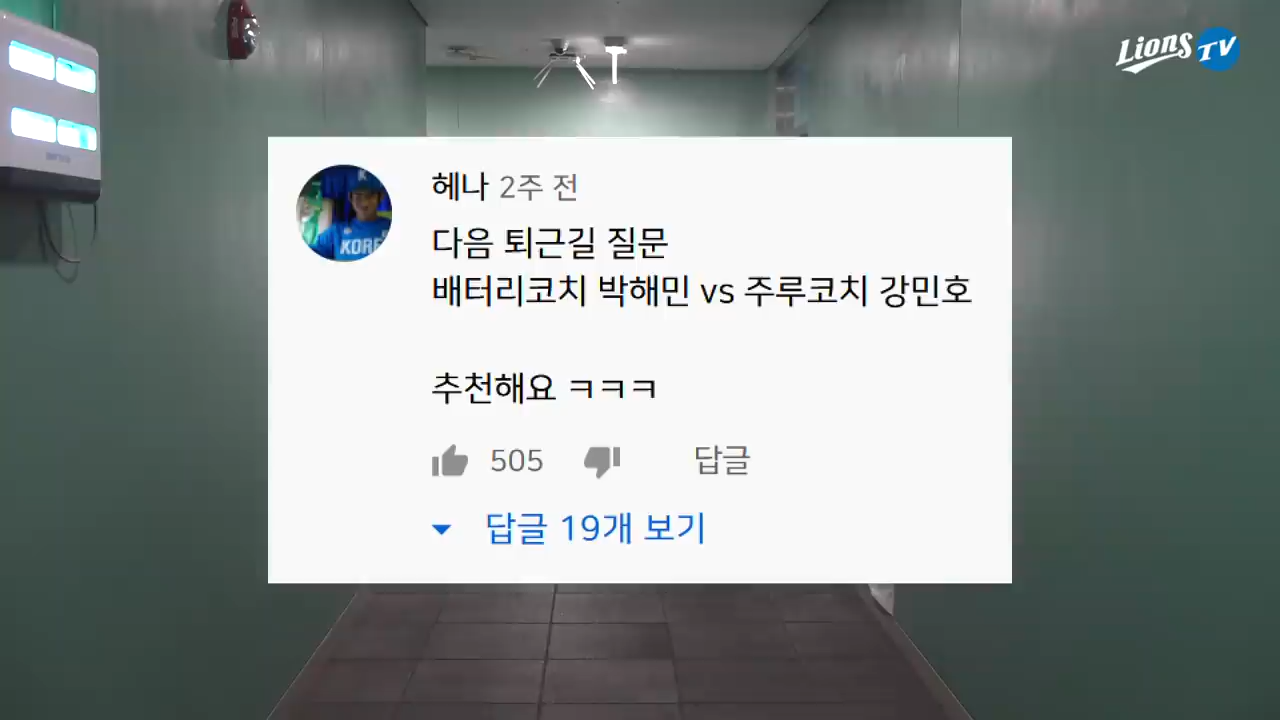 Lions TV
헤나 2주 전
다음 퇴근길 질문
배터리코치 박해민 vs 주루코치 강민호
추천해요 ㅋㅋㅋ
505 답글
답글 19개 보기
KORE